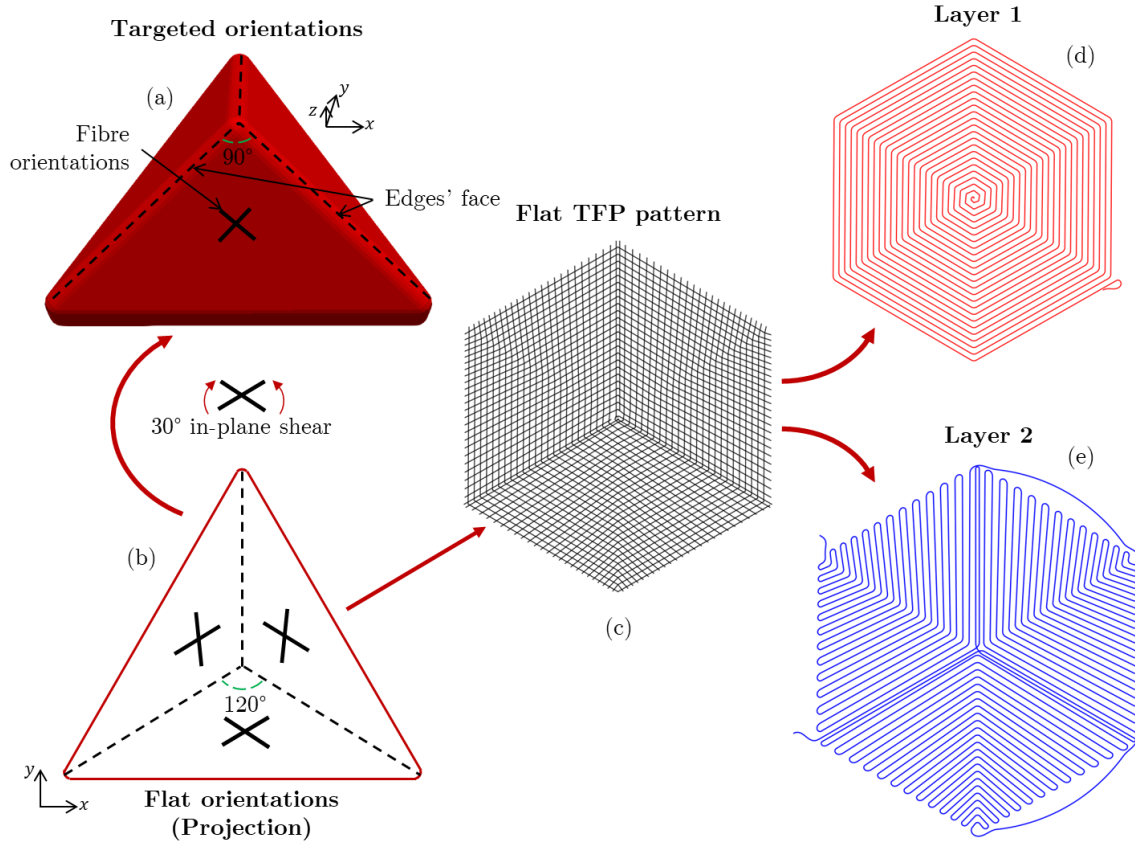 Targeted orientations
(a)
z
y
x
Fibre
orientations
90°
Edges' face
30° in-plane shear
(b)
120°
y
x
Flat orientations
(Projection)
Flat TFP pattern
(c)
Layer 1
(d)
Layer 2
(e)